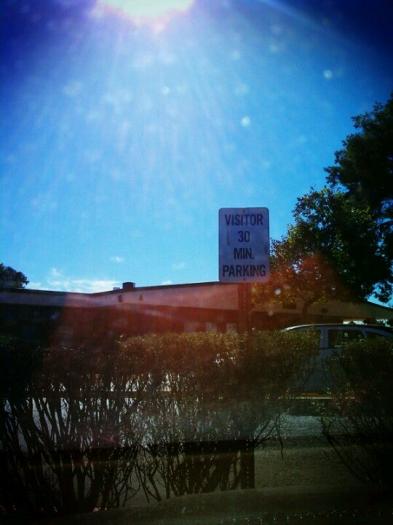 VISITOR
30
MIN.
PARKING